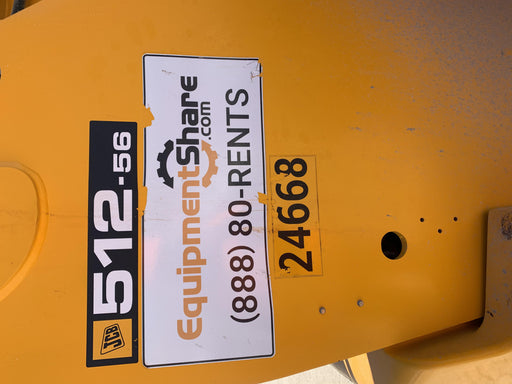 JCB 512-56
EquipmentShare
.com
(888) 80-RENTS
24668